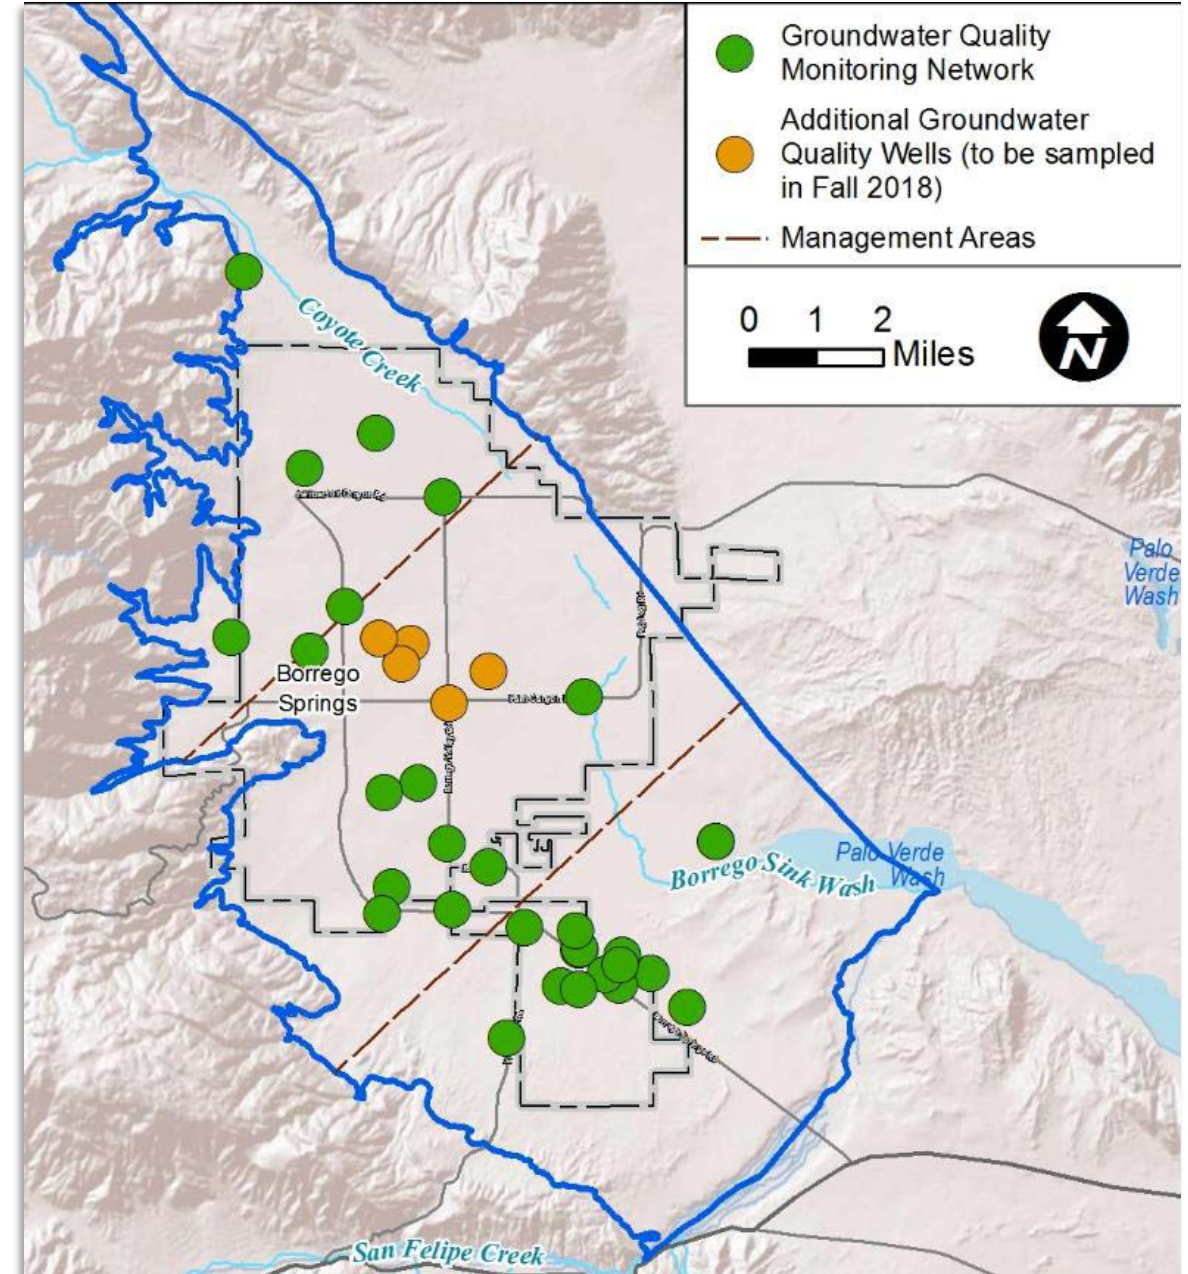 Groundwater Quality
Monitoring Network
Additional Groundwater
Quality Wells (to be sampled
in Fall 2018)
Management Areas
0 1 2
Miles
N
Coyote Creek
Palo
Verde
Wash
Borrego
Springs
Palo Verde
Wash
Borrego Sink Wash
San Felipe Creek